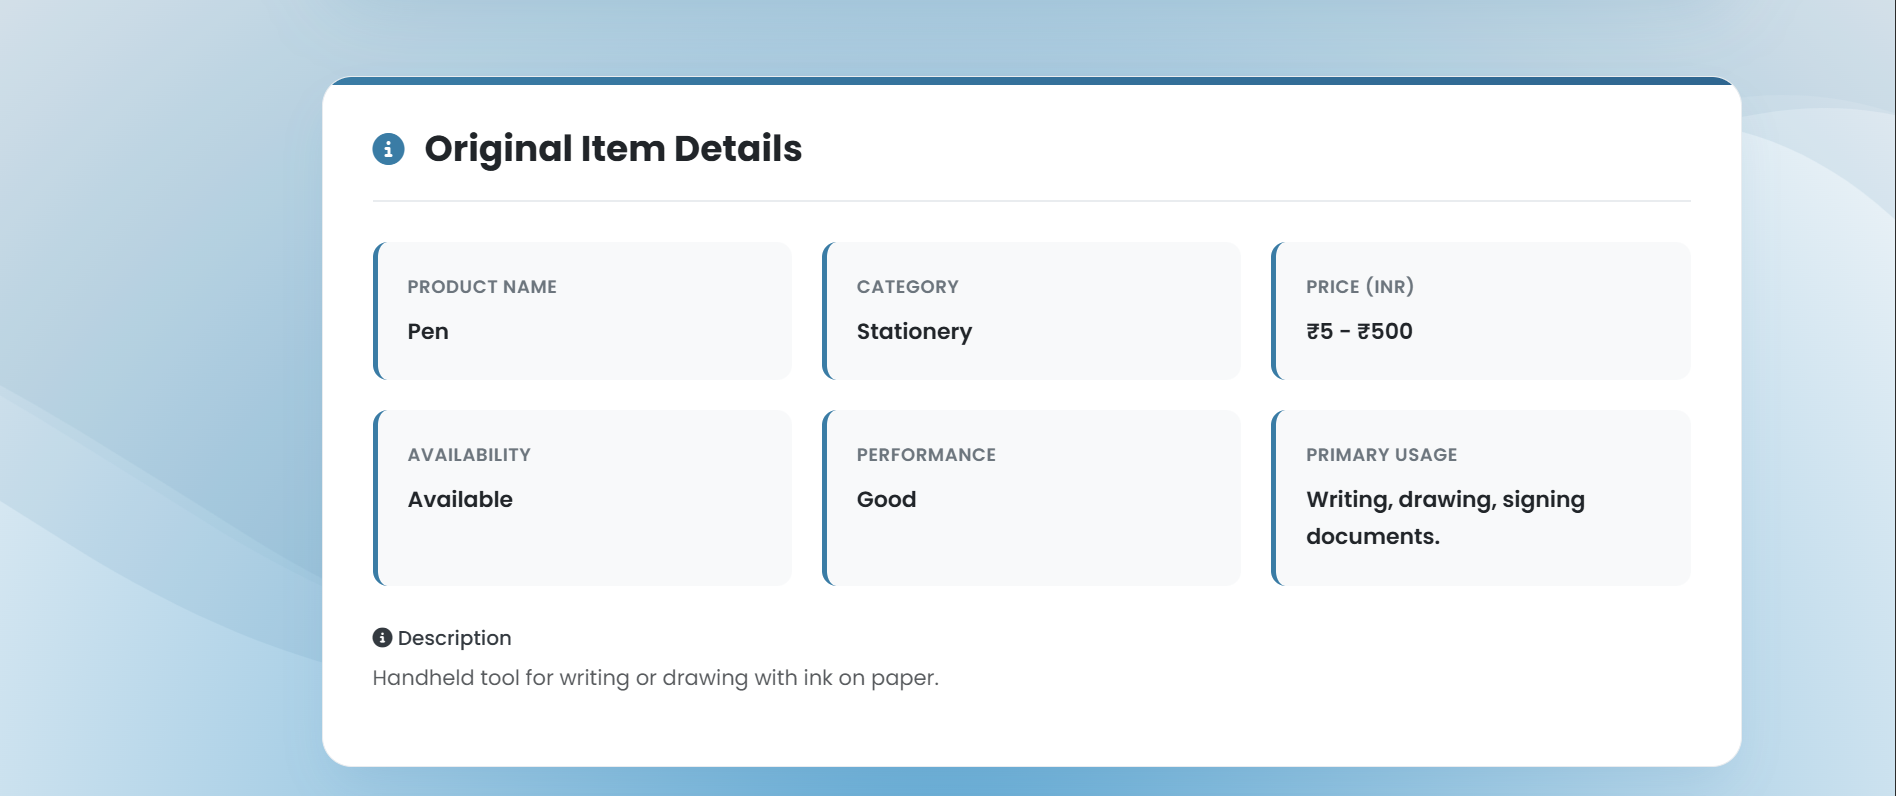 Original Item Details
PRODUCT NAME
Pen
CATEGORY
Stationery
PRICE (INR)
₹5 - ₹500
AVAILABILITY
Available
PERFORMANCE
Good
PRIMARY USAGE
Writing, drawing, signing
documents.
Description
Handheld tool for writing or drawing with ink on paper.